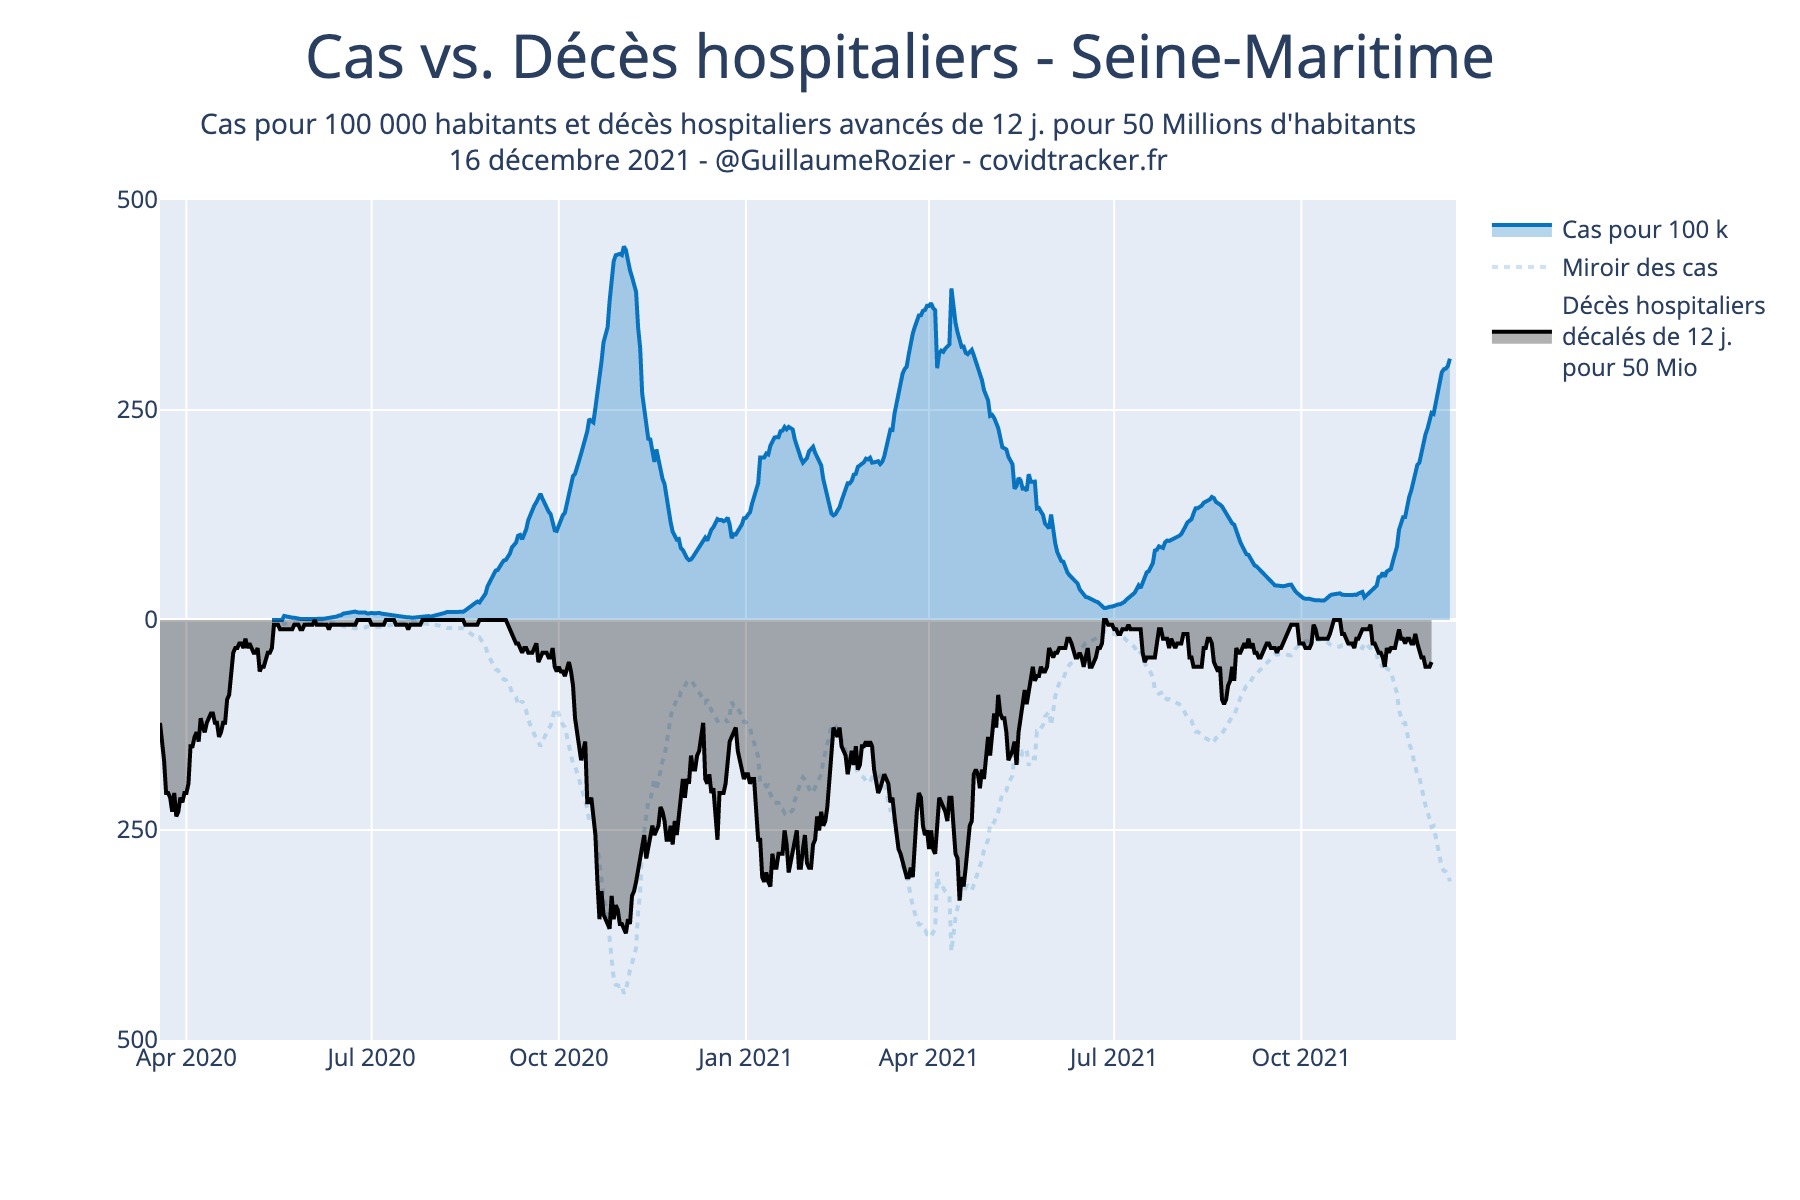 Cas vs. Décès hospitaliers - Seine-Maritime
Cas pour 100 000 habitants et décès hospitaliers avancés de 12 j. pour 50 Millions d'habitants
16 décembre 2021 - @GuillaumeRozier - covidtracker.fr
500
250
0
250
500
Apr 2020
Jul 2020
Oct 2020
Jan 2021
Apr 2021
Jul 2021
Oct 2021
Cas pour 100 k
Miroir des cas
Décès hospitaliers
décalés de 12 j.
pour 50 Mio